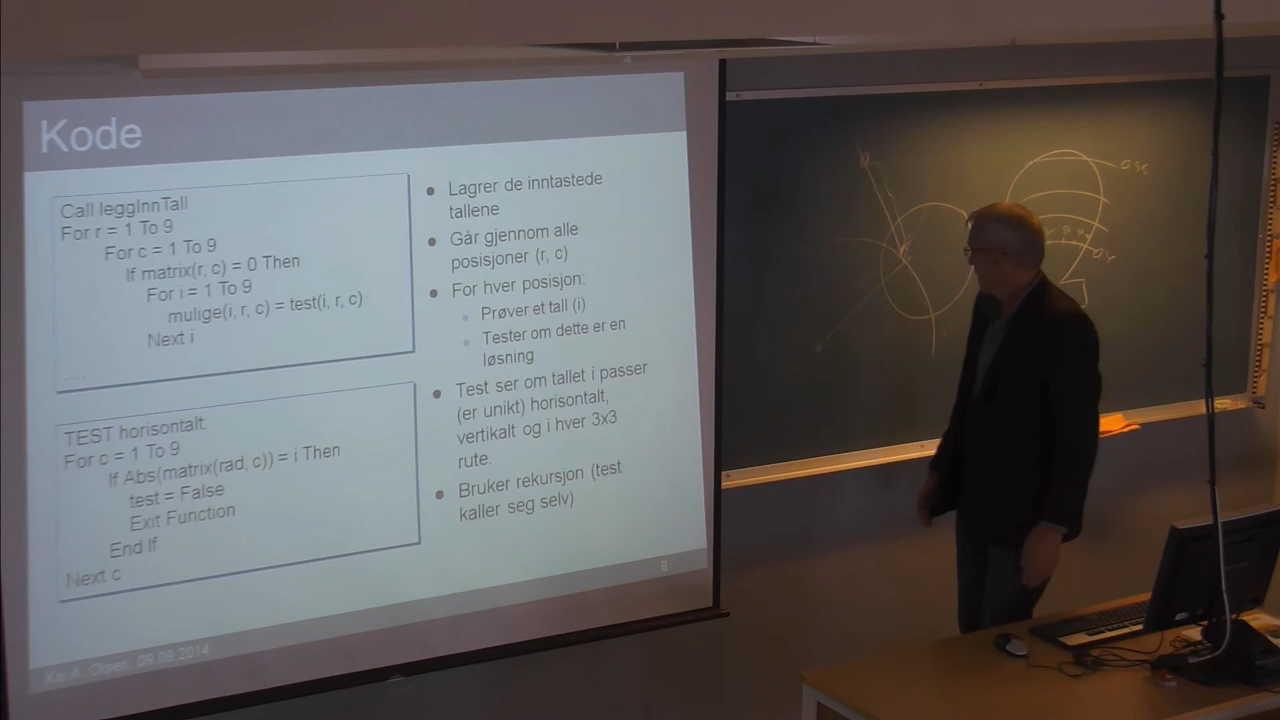 Kode
Call leggInnTall
For r = 1 To 9
For c = 1 To 9
If matrix(r, c) = 0 Then
For i = 1 To 9
mulige(i, r, c) = test(i, r, c)
Next i
.....
TEST horisontalt:
For c = 1 To 9
If Abs(matrix(rad, c)) = i Then
test = False
Exit Function
End If
Next c
Lagrer de inntastede
tallene
Går gjennom alle
posisjoner (r, c)
For hver posisjon:
Prøver et tall (i)
Tester om dette er en
løsning
Test ser om tallet i passer
(er unikt) horisontalt,
vertikalt og i hver 3x3
rute.
Bruker rekursjon (test
kaller seg selv)
8
Kai A. Olsen, 09.09.2014